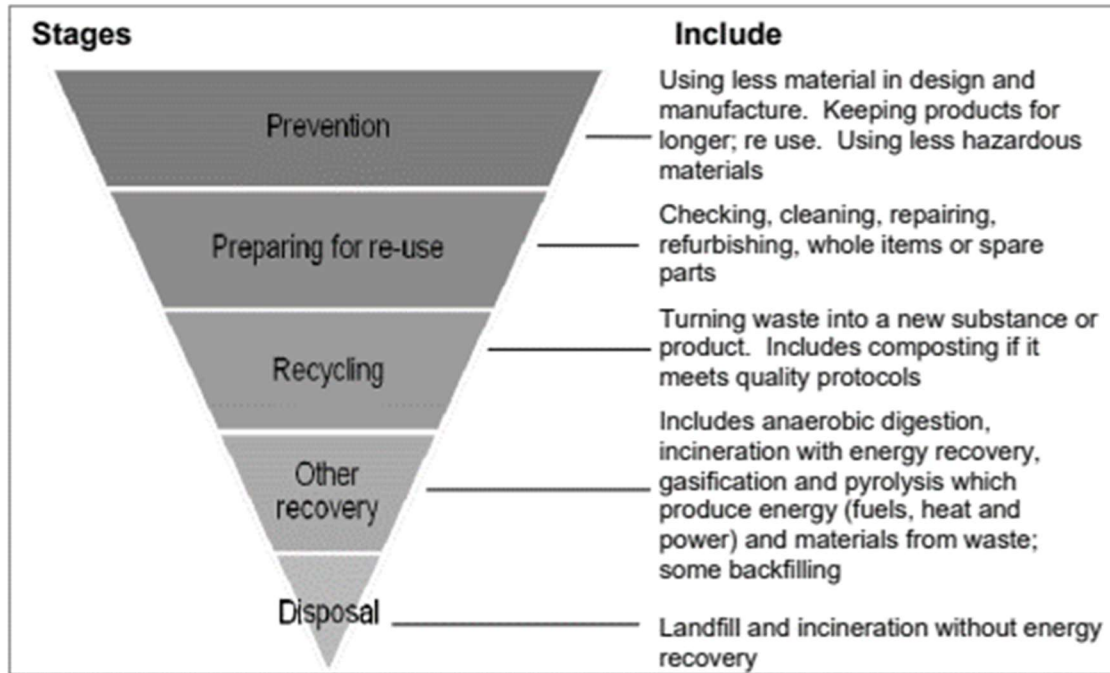 Stages
Include
Prevention
Using less material in design and
manufacture. Keeping products for
longer; re use. Using less hazardous
materials
Preparing for re-use
Checking, cleaning, repairing,
refurbishing, whole items or spare
parts
Recycling
Turning waste into a new substance or
product. Includes composting if it
meets quality protocols
Other
recovery
Includes anaerobic digestion,
incineration with energy recovery,
gasification and pyrolysis which
produce energy (fuels, heat and
power) and materials from waste;
some backfilling
Disposal
Landfill and incineration without energy
recovery